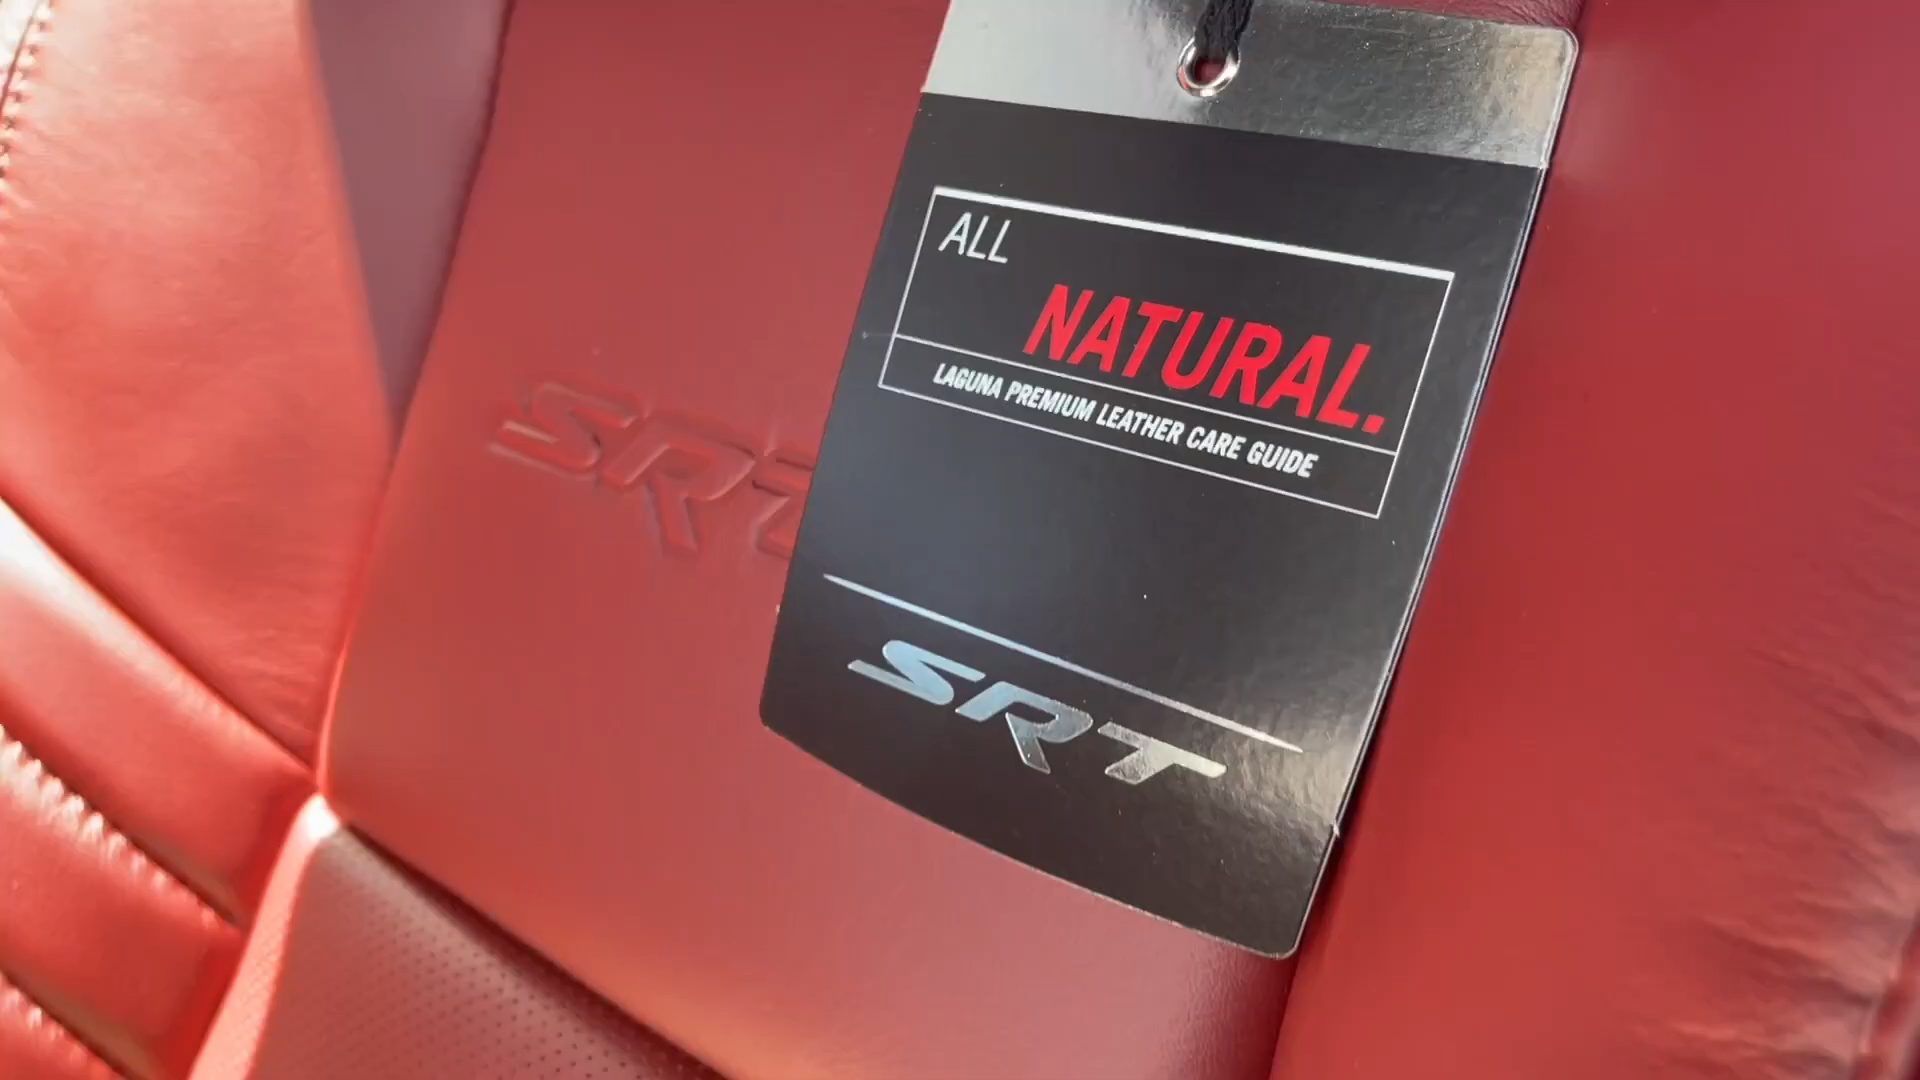 ALL
NATURAL.
LAGUNA PREMIUM LEATHER CARE GUIDE
SRT
SRT